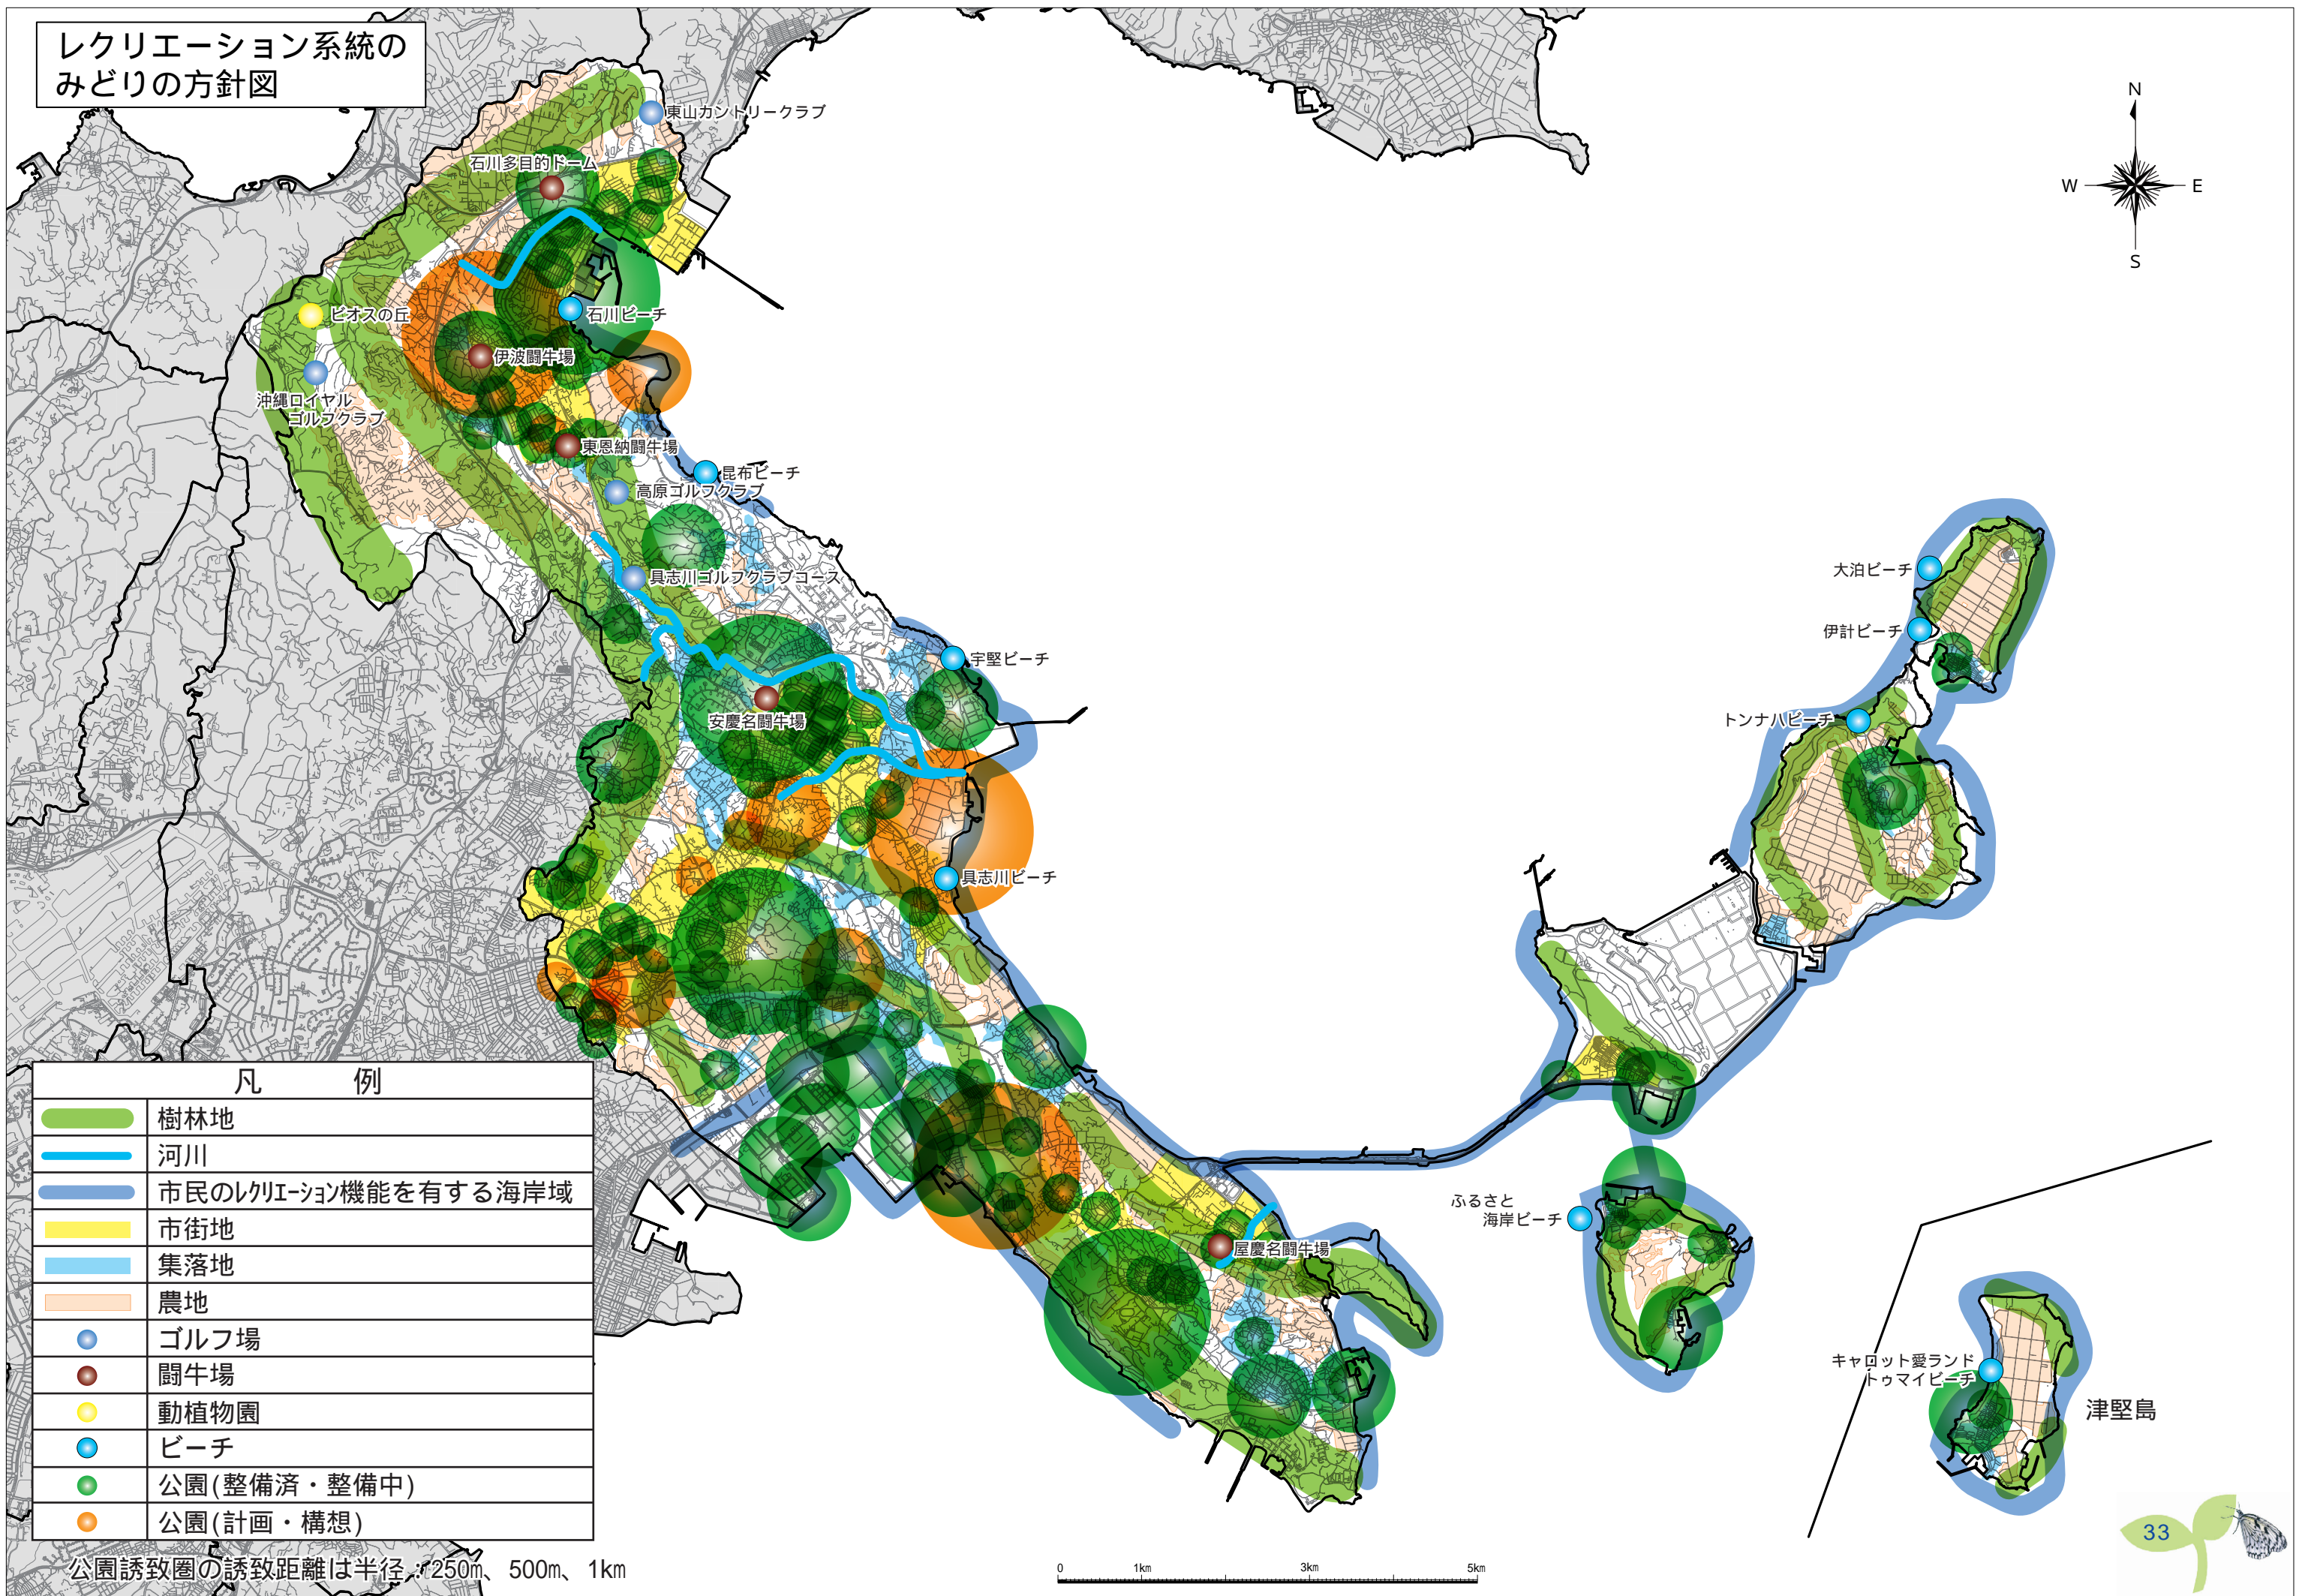 レクリエーション系統の
みどりの方針図
N
W
E
S
東山カントリークラブ
石川多目的ドーム
ビオスの丘
石川ビーチ
伊波闘牛場
沖縄ロイヤル
ゴルフクラブ
東恩納闘牛場
昆布ビーチ
高原ゴルフクラブ
具志川ゴルフクラブコース
宇堅ビーチ
安慶名闘牛場
具志川ビーチ
大泊ビーチ
伊計ビーチ
トンナハビーチ
ふるさと
海岸ビーチ
屋慶名闘牛場
キャロット愛ランド
トゥマイビーチ
津堅島
凡 例
樹林地
河川
市民のレクリエーション機能を有する海岸域
市街地
集落地
農地
ゴルフ場
闘牛場
動植物園
ビーチ
公園(整備済・整備中)
公園(計画・構想)
公園誘致圏の誘致距離は半径:250m、500m、1km
0 1km 3km 5km
33